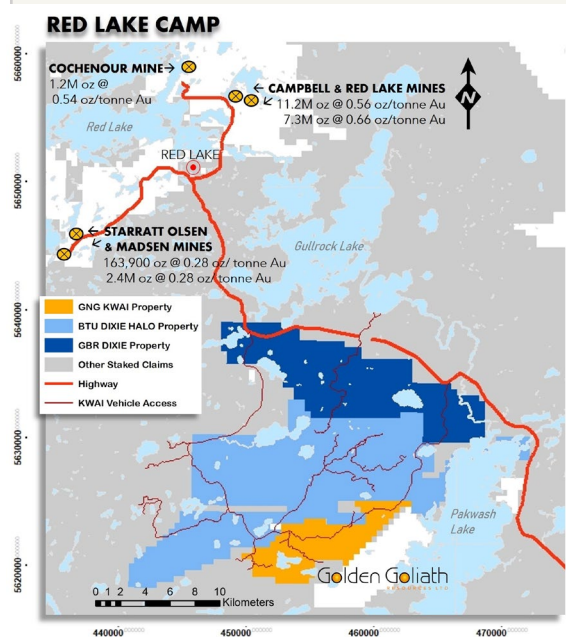 RED LAKE CAMP
COCHENOUR MINE
1.2M oz @
0.54 oz/tonne Au
CAMPBELL & RED LAKE MINES
11.2M oz @ 0.56 oz/tonne Au
7.3M oz @ 0.66 oz/tonne Au
N
Red Lake
RED LAKE
STARRATT OLSEN
& MADSEN MINES
163,900 oz @ 0.28 oz/ tonne Au
2.4M oz @ 0.28 oz/tonne Au
Gullrock Lake
GNG KWAI Property
BTU DIXIE HALO Property
GBR DIXIE Property
Other Staked Claims
Highway
KWAI Vehicle Access
Pakwash
Lake
Golden Goliath
RESOURCES LTD.
0 1 2 4 6 8 10
Kilometers
5660000
5650000
5640000
5630000
5620000
440000 450000 460000 470000